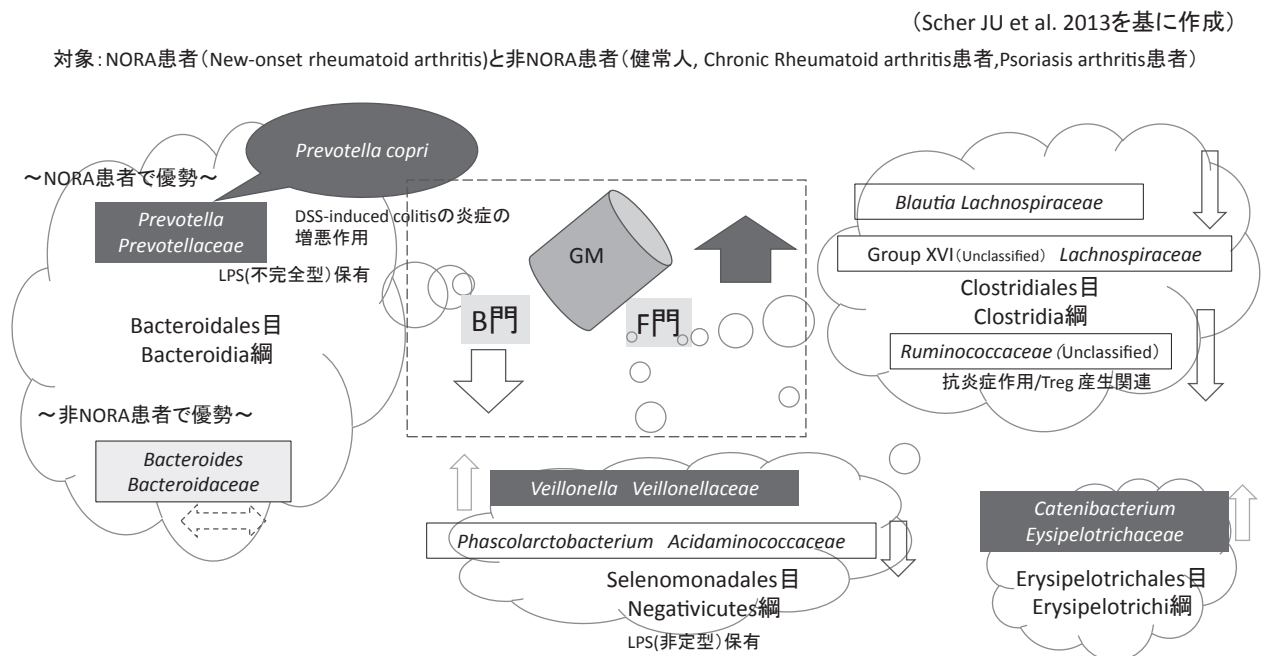 （Scher JU et al. 2013を基に作成）
対象：NORA患者（New-onset rheumatoid arthritis)と非NORA患者（健常人, Chronic Rheumatoid arthritis患者,Psoriasis arthritis患者）
Prevotella copri
～NORA患者で優勢～
Prevotella
Prevotellaceae
DSS-induced colitisの炎症の
増悪作用
LPS(不完全型）保有
Bacteroidales目
Bacteroidia綱
～非NORA患者で優勢～
Bacteroides
Bacteroidaceae
GM
B門
F門
Blautia Lachnospiraceae
Group XVI（Unclassified） Lachnospiraceae
Clostridiales目
Clostridia綱
Ruminococcaceae (Unclassified）
抗炎症作用/Treg 産生関連
Veillonella Veillonellaceae
Phascolarctobacterium Acidaminococcaceae
Selenomonadales目
Negativicutes綱
LPS(非定型）保有
Catenibacterium
Eysipelotrichaceae
Erysipelotrichales目
Erysipelotrichi綱